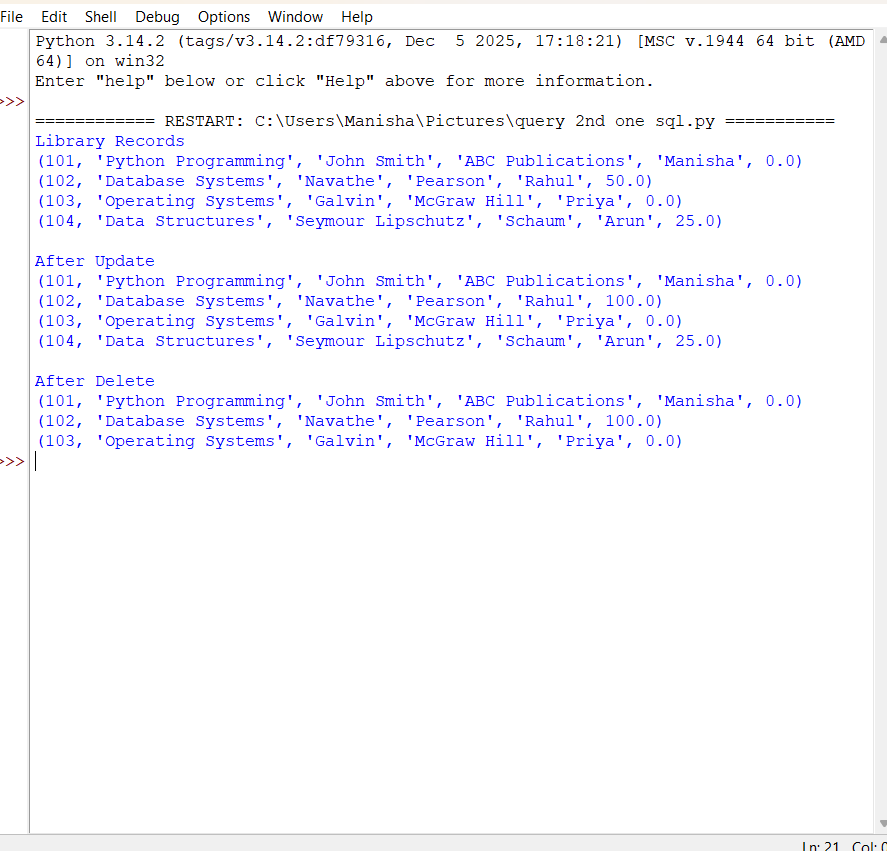 File Edit Shell Debug Options Window Help
Python 3.14.2 (tags/v3.14.2:df79316, Dec  5 2025, 17:18:21) [MSC v.1944 64 bit (AMD
64)] on win32
Enter "help" below or click "Help" above for more information.
>>>
============ RESTART: C:\Users\Manisha\Pictures\query 2nd one sql.py ===========
Library Records
(101, 'Python Programming', 'John Smith', 'ABC Publications', 'Manisha', 0.0)
(102, 'Database Systems', 'Navathe', 'Pearson', 'Rahul', 50.0)
(103, 'Operating Systems', 'Galvin', 'McGraw Hill', 'Priya', 0.0)
(104, 'Data Structures', 'Seymour Lipschutz', 'Schaum', 'Arun', 25.0)

After Update
(101, 'Python Programming', 'John Smith', 'ABC Publications', 'Manisha', 0.0)
(102, 'Database Systems', 'Navathe', 'Pearson', 'Rahul', 100.0)
(103, 'Operating Systems', 'Galvin', 'McGraw Hill', 'Priya', 0.0)
(104, 'Data Structures', 'Seymour Lipschutz', 'Schaum', 'Arun', 25.0)

After Delete
(101, 'Python Programming', 'John Smith', 'ABC Publications', 'Manisha', 0.0)
(102, 'Database Systems', 'Navathe', 'Pearson', 'Rahul', 100.0)
(103, 'Operating Systems', 'Galvin', 'McGraw Hill', 'Priya', 0.0)
>>>
Ln: 21 Col: 0